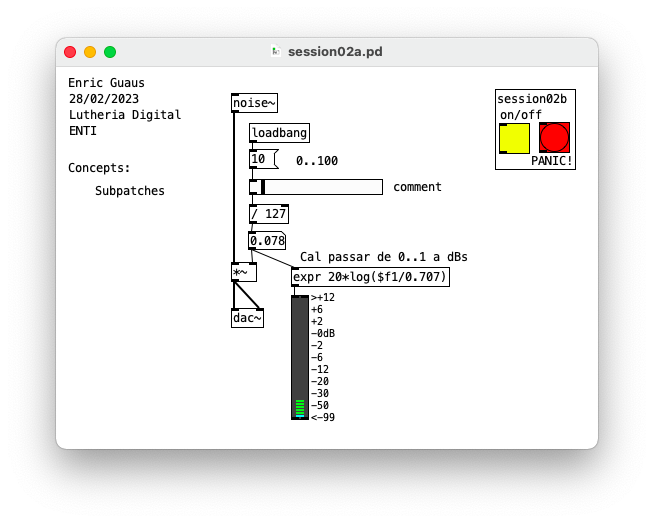 session02a.pd
Enric Guaus
28/02/2023
Lutheria Digital
ENTI
Concepts:
Subpatches
noise~
loadbang
10
0..100
comment
/ 127
0.078
Cal passar de 0..1 a dBs
*~
expr 20*log($f1/0.707)
dac~
>+12
+6
+2
-0dB
-2
-6
-12
-20
-30
-50
<-99
session02b
on/off
PANIC!